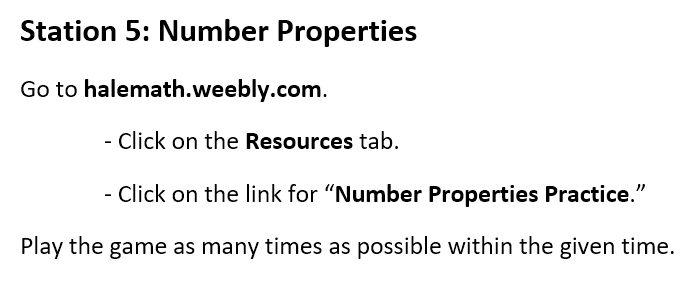 Station 5: Number Properties
Go to halemath.weebly.com.
- Click on the Resources tab.
- Click on the link for “Number Properties Practice.”
Play the game as many times as possible within the given time.